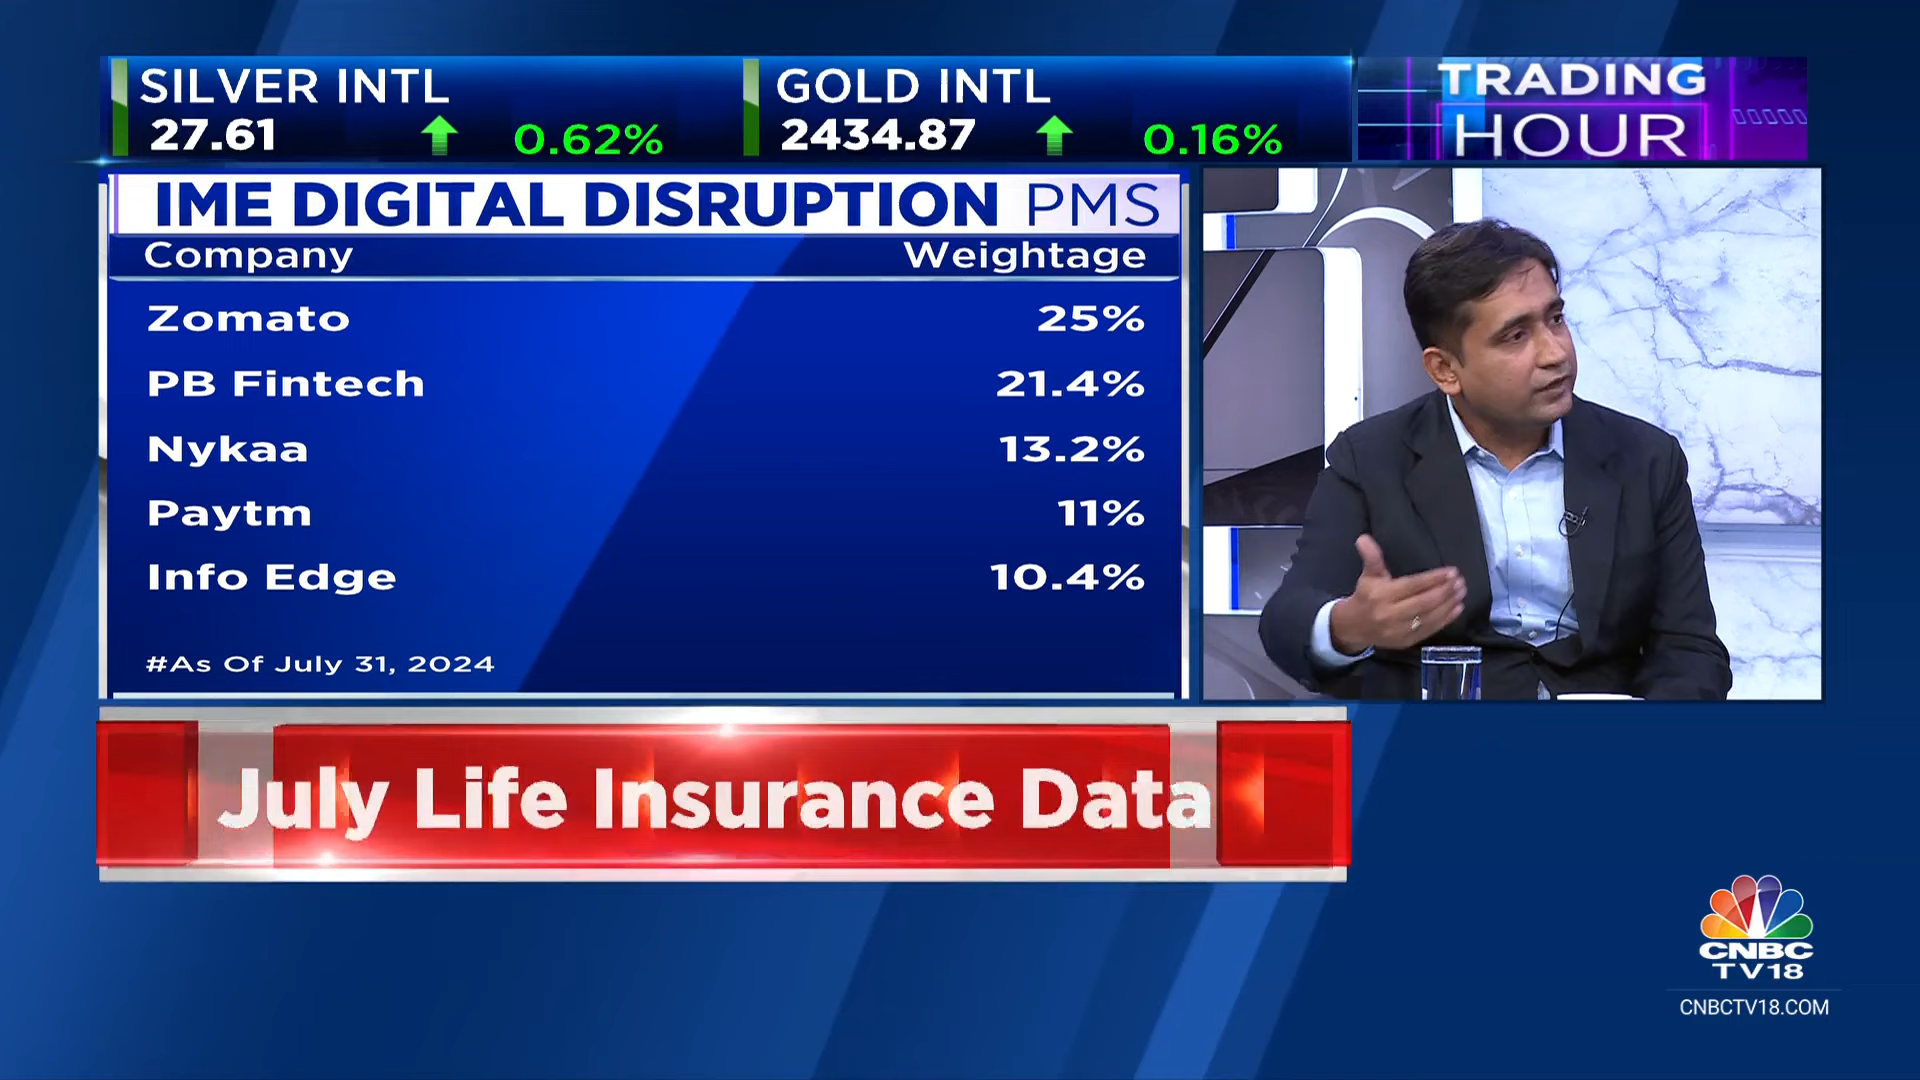 SILVER INTL
27.61 0.62%
GOLD INTL
2434.87 0.16%
TRADING
HOUR
IME DIGITAL DISRUPTION PMS
Company Weightage
Zomato 25%
PB Fintech 21.4%
Nykaa 13.2%
Paytm 11%
Info Edge 10.4%
#As Of July 31, 2024
July Life Insurance Data
CNBC
TV18
CNBCTV18.COM